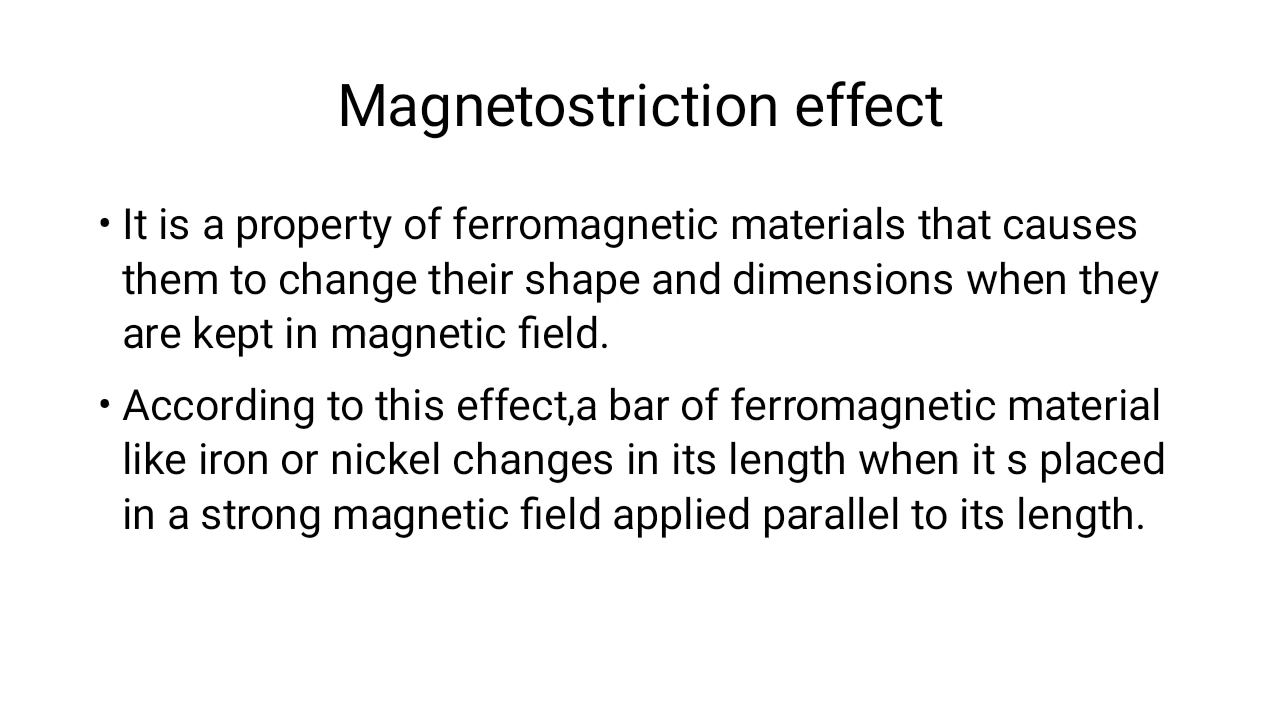 Magnetostriction effect
• It is a property of ferromagnetic materials that causes
them to change their shape and dimensions when they
are kept in magnetic field.
• According to this effect,a bar of ferromagnetic material
like iron or nickel changes in its length when it s placed
in a strong magnetic field applied parallel to its length.